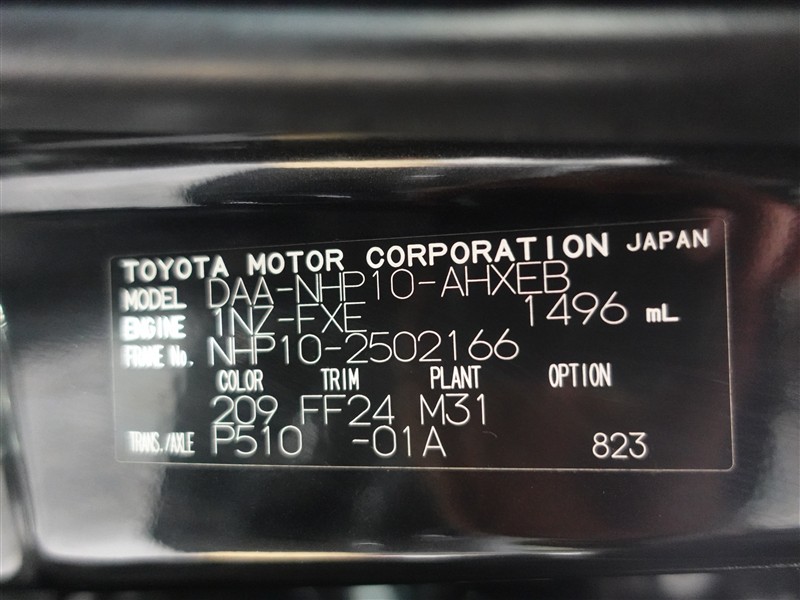 TOYOTA MOTOR CORPORATION JAPAN
MODEL DAA-NHP10-AHXEB
ENGINE 1NZ-FXE 1496 mL
FRAME No. NHP10-2502166
COLOR TRIM PLANT OPTION
209 FF24 M31
TRANS./AXLE P510 -01A 823